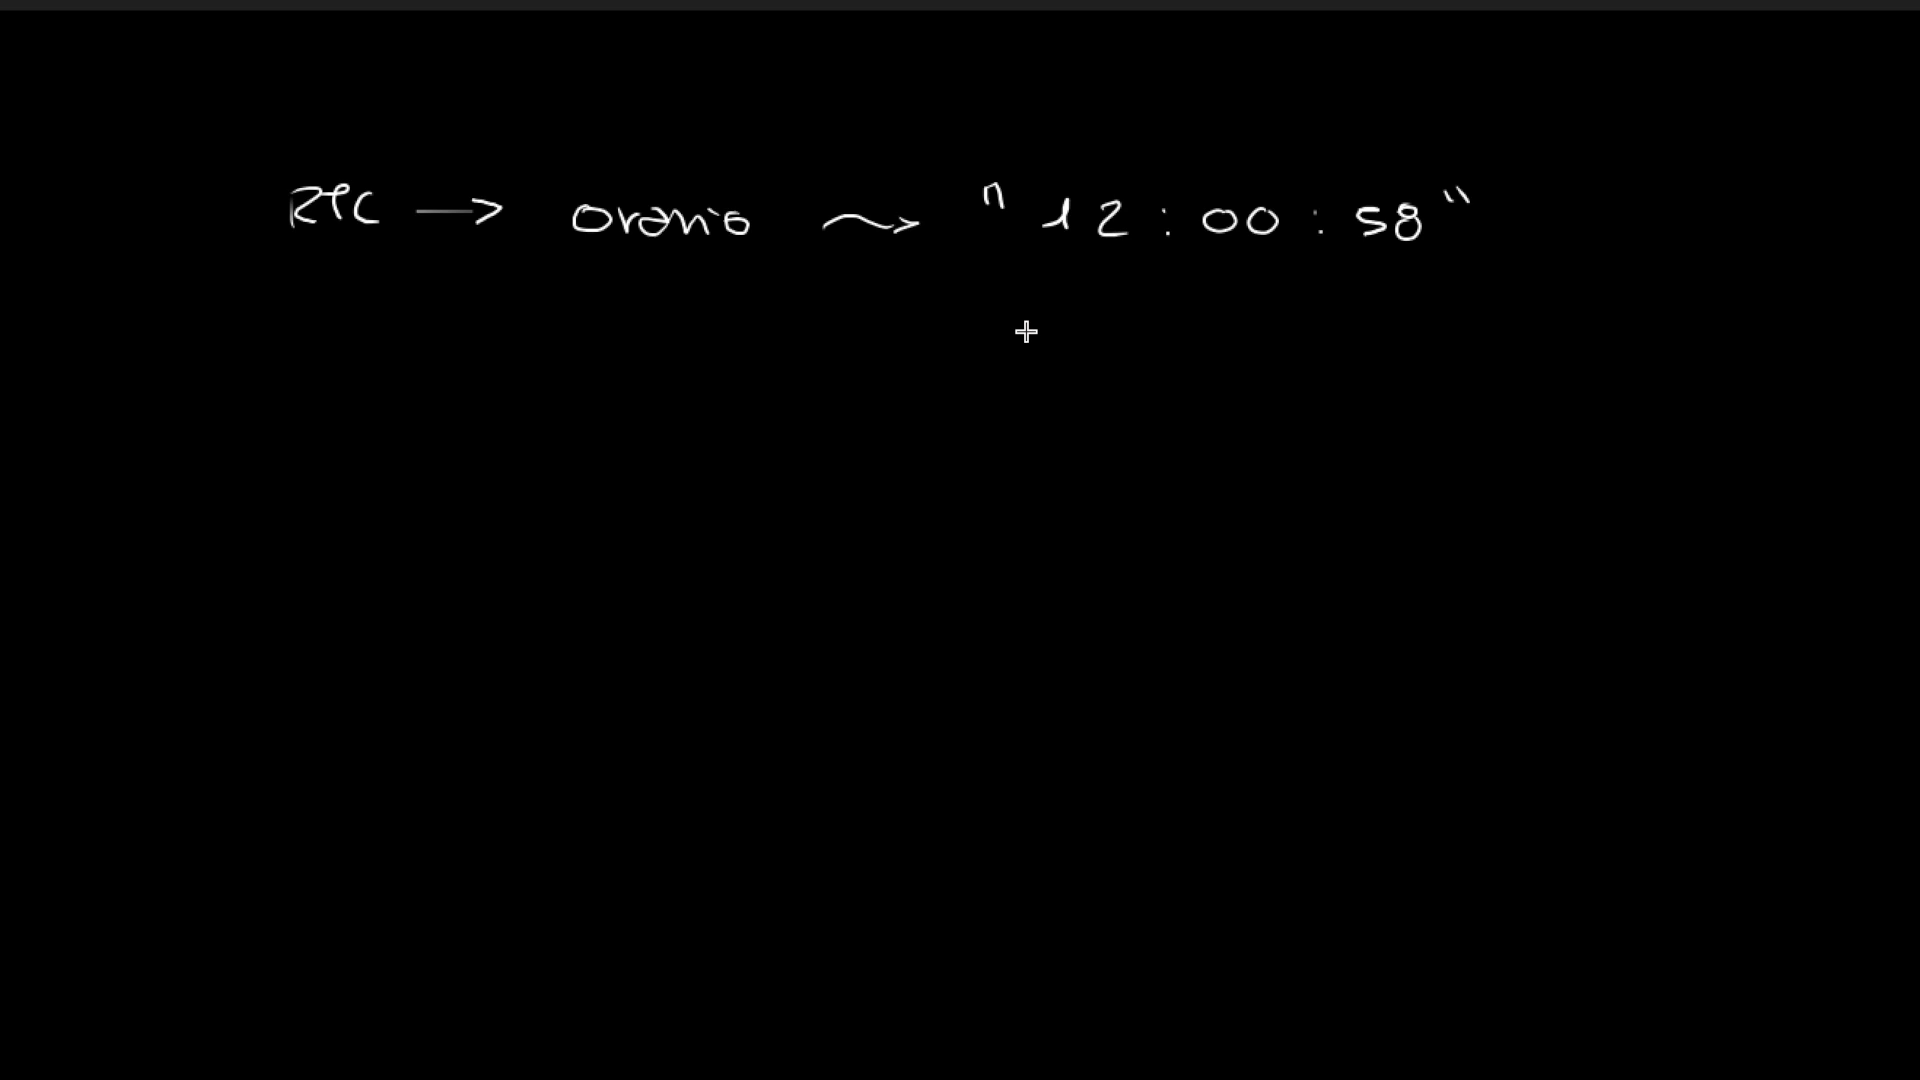 RTC → orario ⇝ "12:00:58"